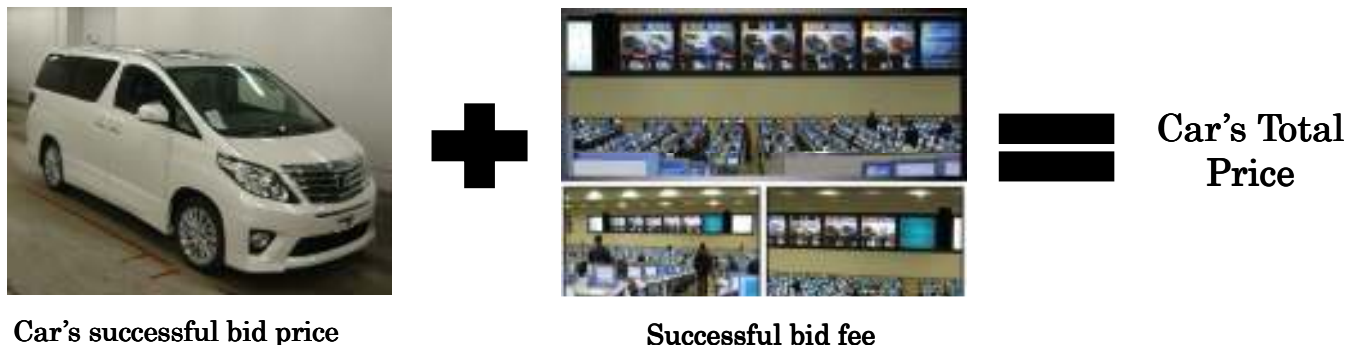 Car's Total
Price
Car's successful bid price
Successful bid fee